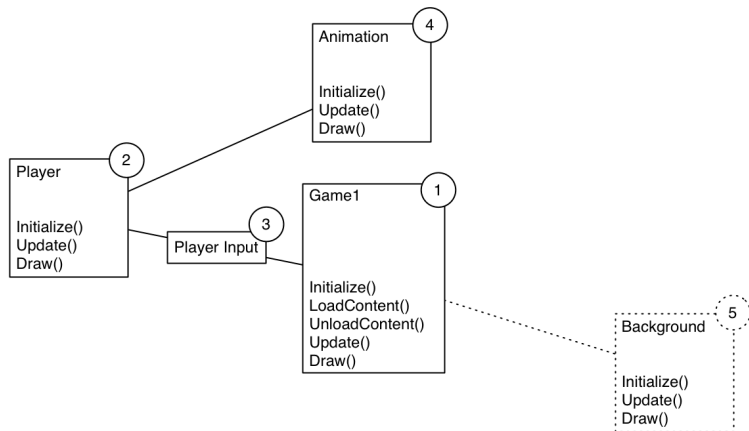 4
Animation
Initialize()
Update()
Draw()
2
Player
Initialize()
Update()
Draw()
3
Player Input
1
Game1
Initialize()
LoadContent()
UnloadContent()
Update()
Draw()
5
Background
Initialize()
Update()
Draw()